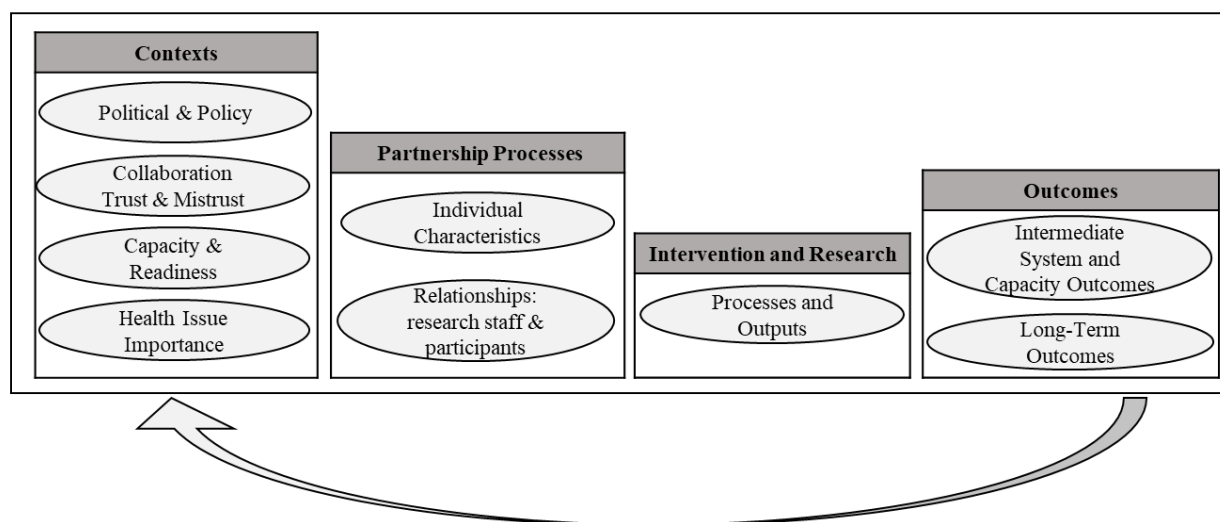 Contexts
Political & Policy
Collaboration
Trust & Mistrust
Capacity &
Readiness
Health Issue
Importance
Partnership Processes
Individual
Characteristics
Relationships:
research staff &
participants
Intervention and Research
Processes and
Outputs
Outcomes
Intermediate
System and
Capacity Outcomes
Long-Term
Outcomes